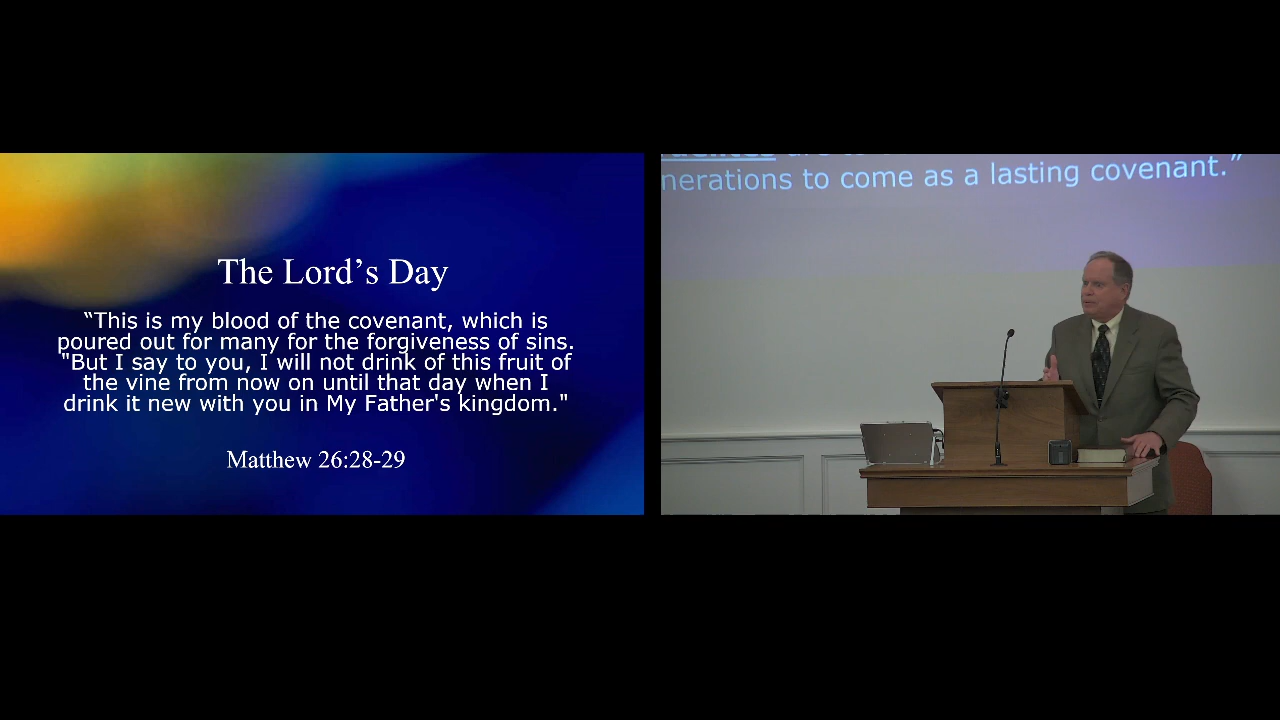 The Lord’s Day
“This is my blood of the covenant, which is
poured out for many for the forgiveness of sins.
"But I say to you, I will not drink of this fruit of
the vine from now on until that day when I
drink it new with you in My Father's kingdom."
Matthew 26:28-29
nerations to come as a lasting covenant.”